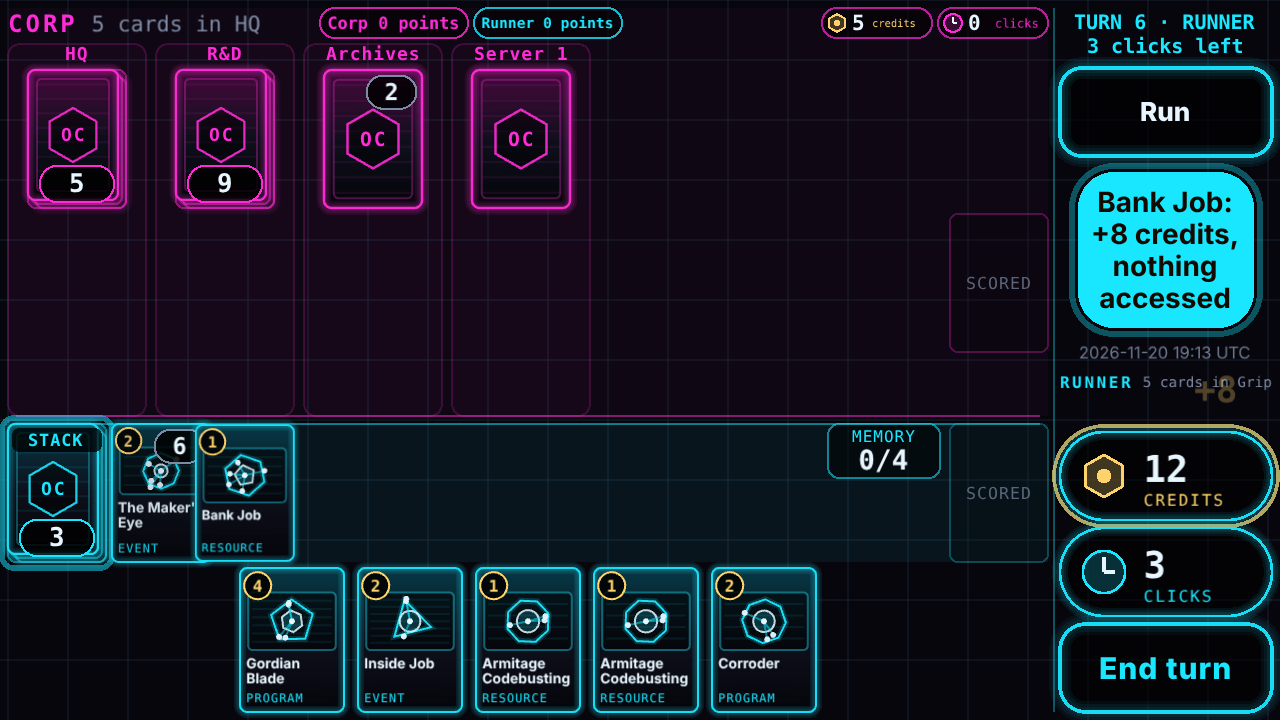 CORP 5 cards in HQ
Corp 0 points
Runner 0 points
5 credits
0 clicks
TURN 6 · RUNNER
3 clicks left
HQ
R&D
Archives
Server 1
OC
5
OC
9
2
OC
OC
Run
Bank Job:
+8 credits,
nothing
accessed
SCORED
2026-11-20 19:13 UTC
RUNNER 5 cards in Grip
+8
STACK
OC
3
2
6
The Maker'
Eye
EVENT
1
Bank Job
RESOURCE
MEMORY
0/4
SCORED
12
CREDITS
3
CLICKS
4
Gordian
Blade
PROGRAM
2
Inside Job
EVENT
1
Armitage
Codebusting
RESOURCE
1
Armitage
Codebusting
RESOURCE
2
Corroder
PROGRAM
End turn